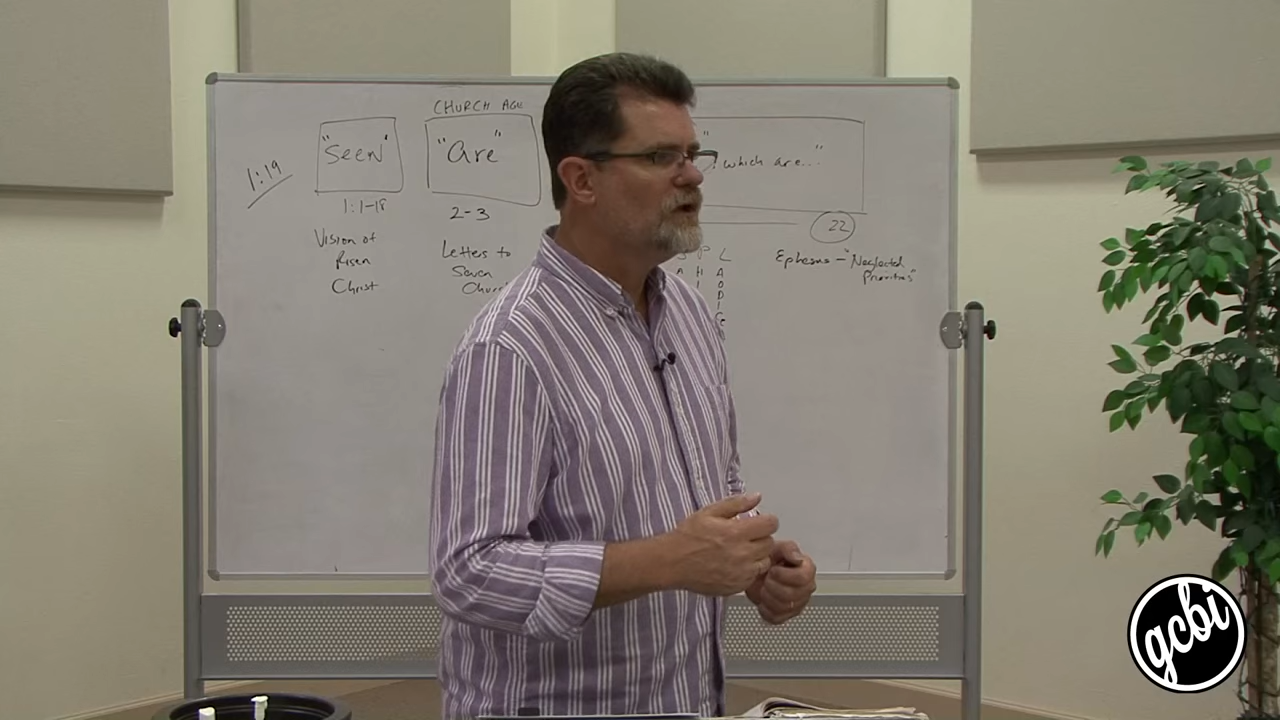 CHURCH AGE
1:19
"Seen"
"are"
"
which are..."
1:1-18
2-3
22
Vision of
Risen
Christ
Letters to
Seven
Ephesus - "Neglected
Priorities"
gcbi